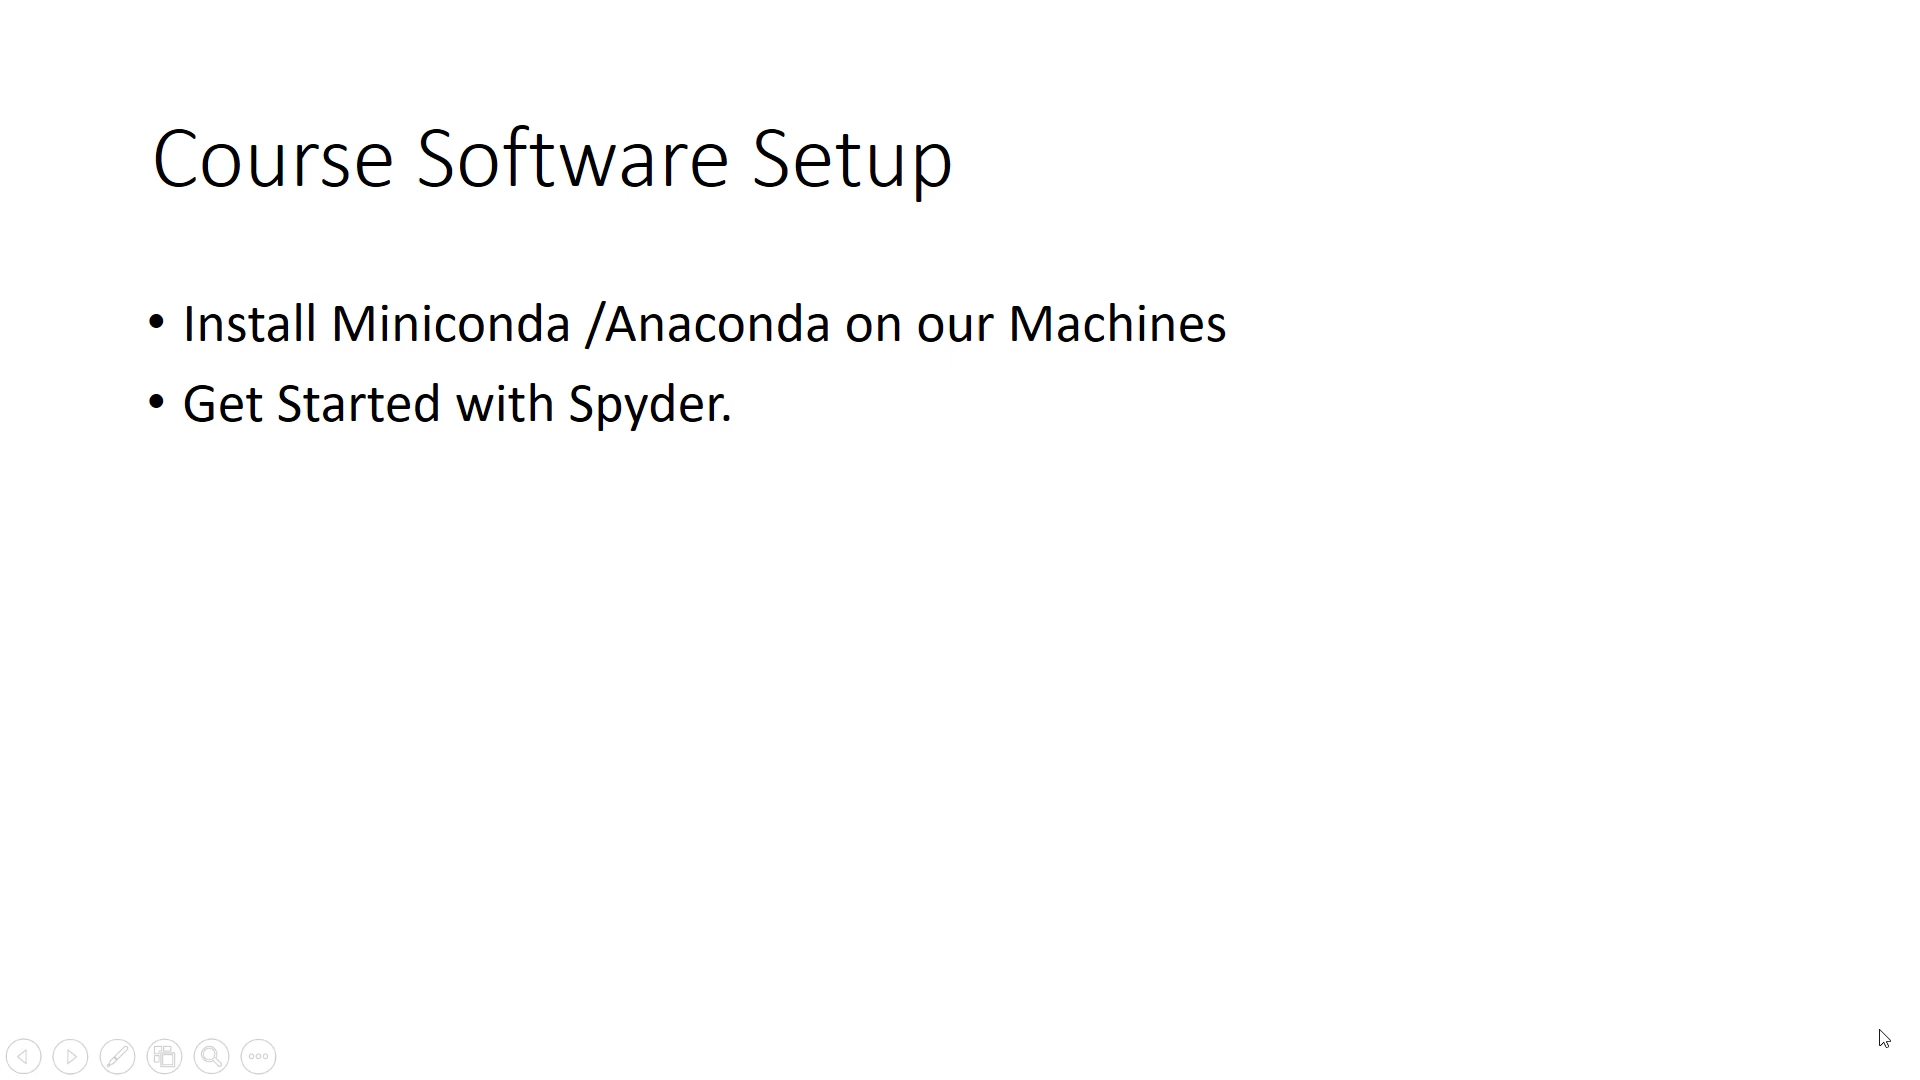 Course Software Setup
• Install Miniconda /Anaconda on our Machines
• Get Started with Spyder.